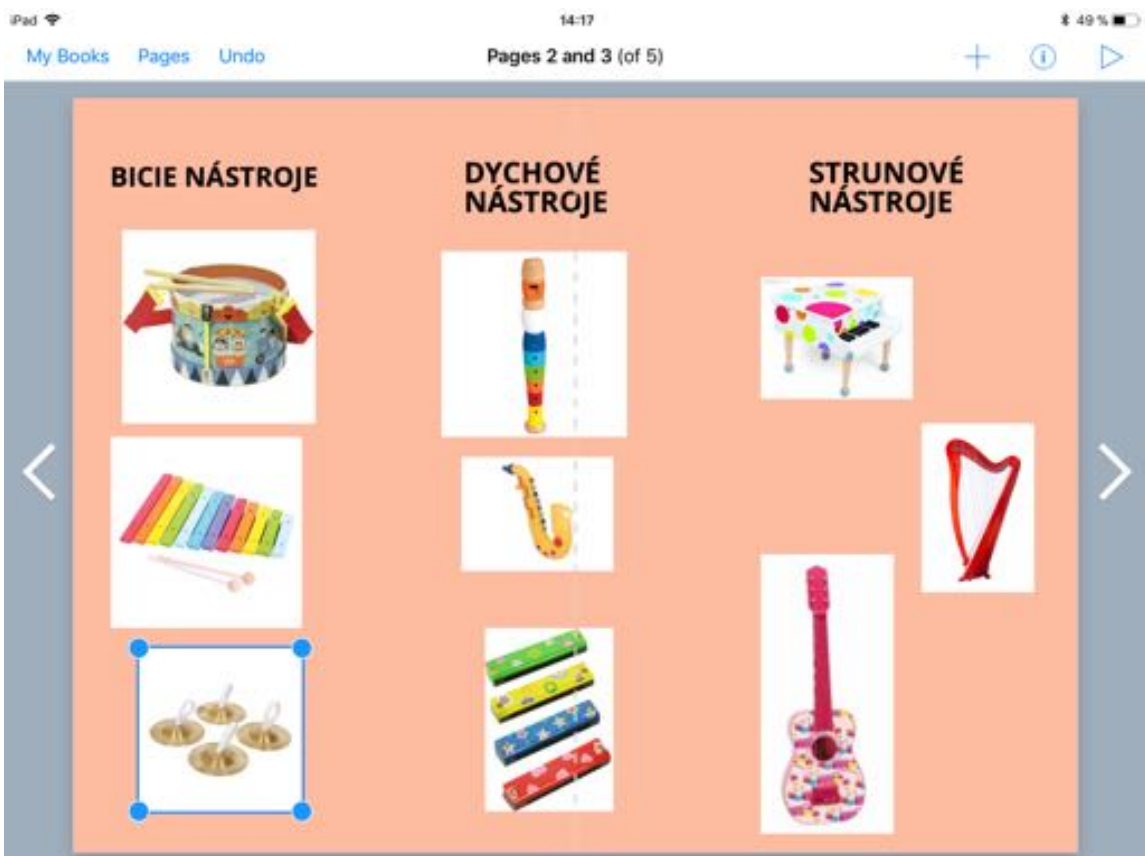 iPad 14:17 49 %
My Books Pages Undo Pages 2 and 3 (of 5)
BICIE NÁSTROJE
DYCHOVÉ
NÁSTROJE
STRUNOVÉ
NÁSTROJE